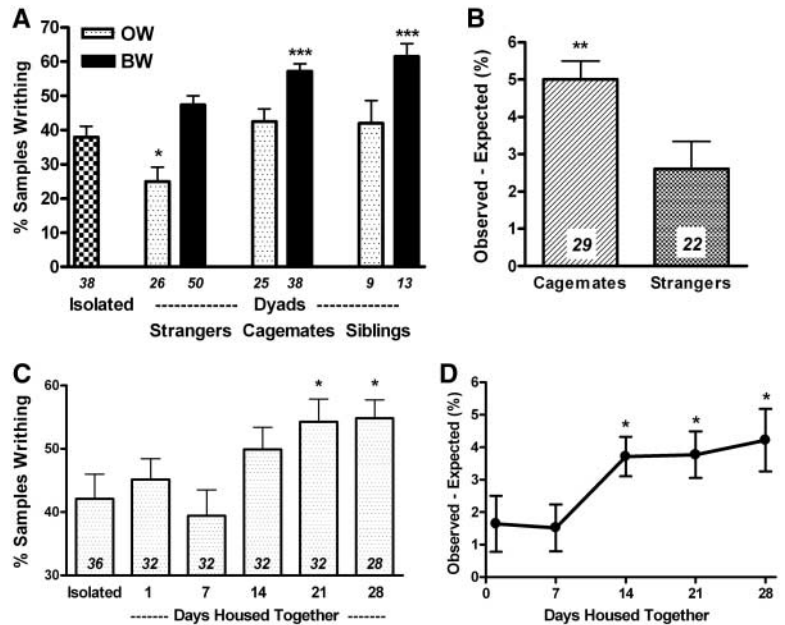 A
% Samples Writhing
70
60
50
40
30
20
10
0
OW
BW
*
***
***
38 26 50 25 38 9 13
Isolated ------------ Dyads ------------
Strangers Cagemates Siblings
B
Observed - Expected (%)
6
5
4
3
2
1
0
**
29 22
Cagemates Strangers
C
% Samples Writhing
60
50
40
30
* *
36 32 32 32 32 28
Isolated 1 7 14 21 28
------- Days Housed Together -------
D
Observed - Expected (%)
6
5
4
3
2
1
0
* * *
0 7 14 21 28
Days Housed Together